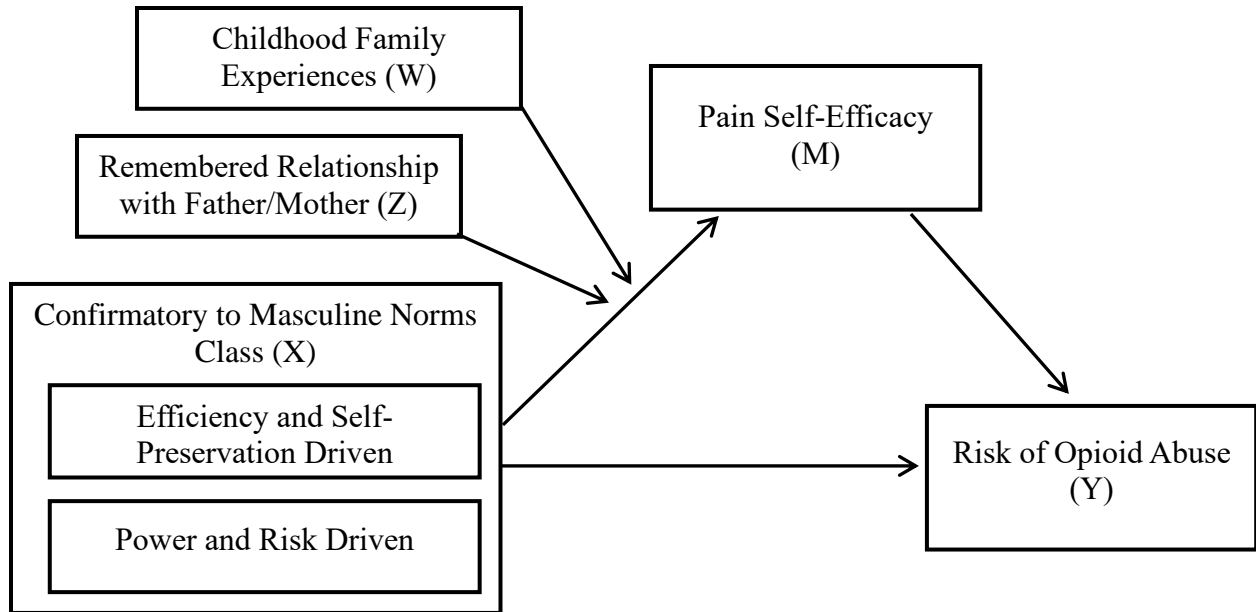 Childhood Family
Experiences (W)
Pain Self-Efficacy
(M)
Remembered Relationship
with Father/Mother (Z)
Confirmatory to Masculine Norms
Class (X)
Efficiency and Self-
Preservation Driven
Power and Risk Driven
Risk of Opioid Abuse
(Y)